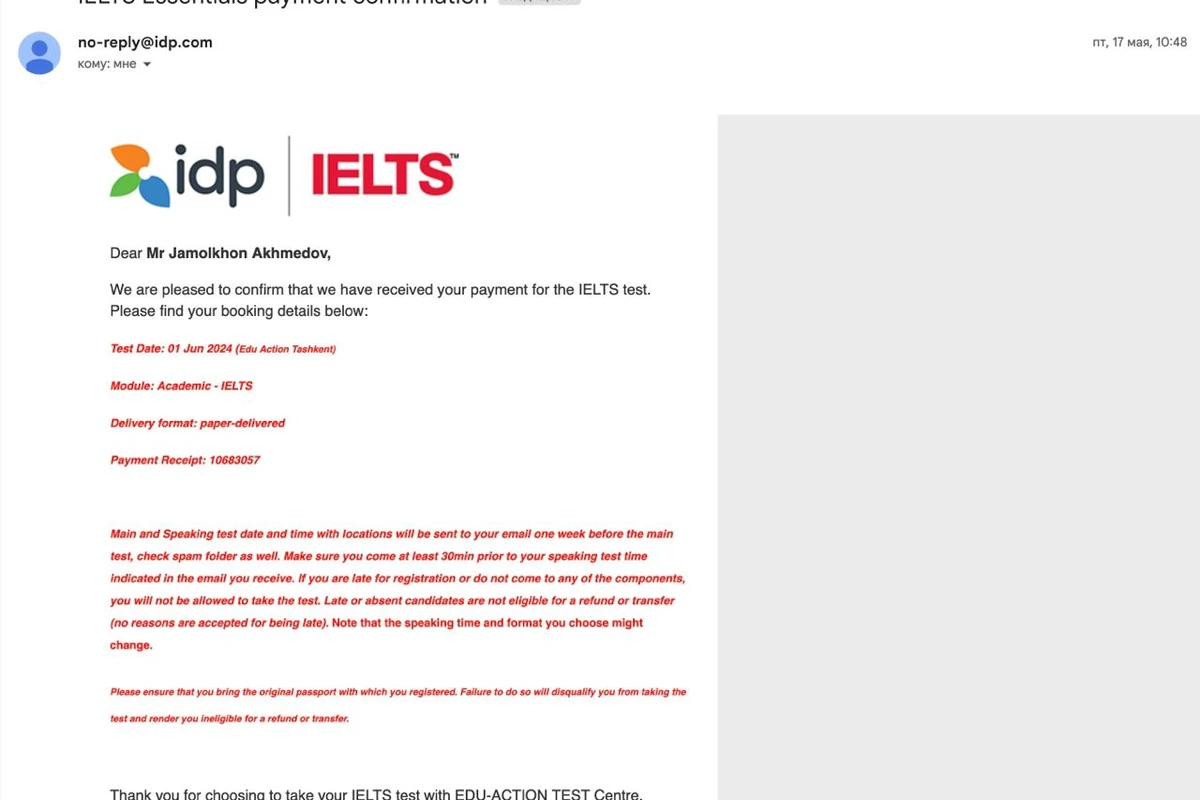 IELTS Essentials payment confirmation
no-reply@idp.com
пт, 17 мая, 10:48
кому: мне
idp | IELTS™
Dear Mr Jamolkhon Akhmedov,
We are pleased to confirm that we have received your payment for the IELTS test.
Please find your booking details below:
Test Date: 01 Jun 2024 (Edu Action Tashkent)
Module: Academic - IELTS
Delivery format: paper-delivered
Payment Receipt: 10683057
Main and Speaking test date and time with locations will be sent to your email one week before the main
test, check spam folder as well. Make sure you come at least 30min prior to your speaking test time
indicated in the email you receive. If you are late for registration or do not come to any of the components,
you will not be allowed to take the test. Late or absent candidates are not eligible for a refund or transfer
(no reasons are accepted for being late). Note that the speaking time and format you choose might
change.
Please ensure that you bring the original passport with which you registered. Failure to do so will disqualify you from taking the
test and render you ineligible for a refund or transfer.
Thank you for choosing to take your IELTS test with EDU-ACTION TEST Centre.